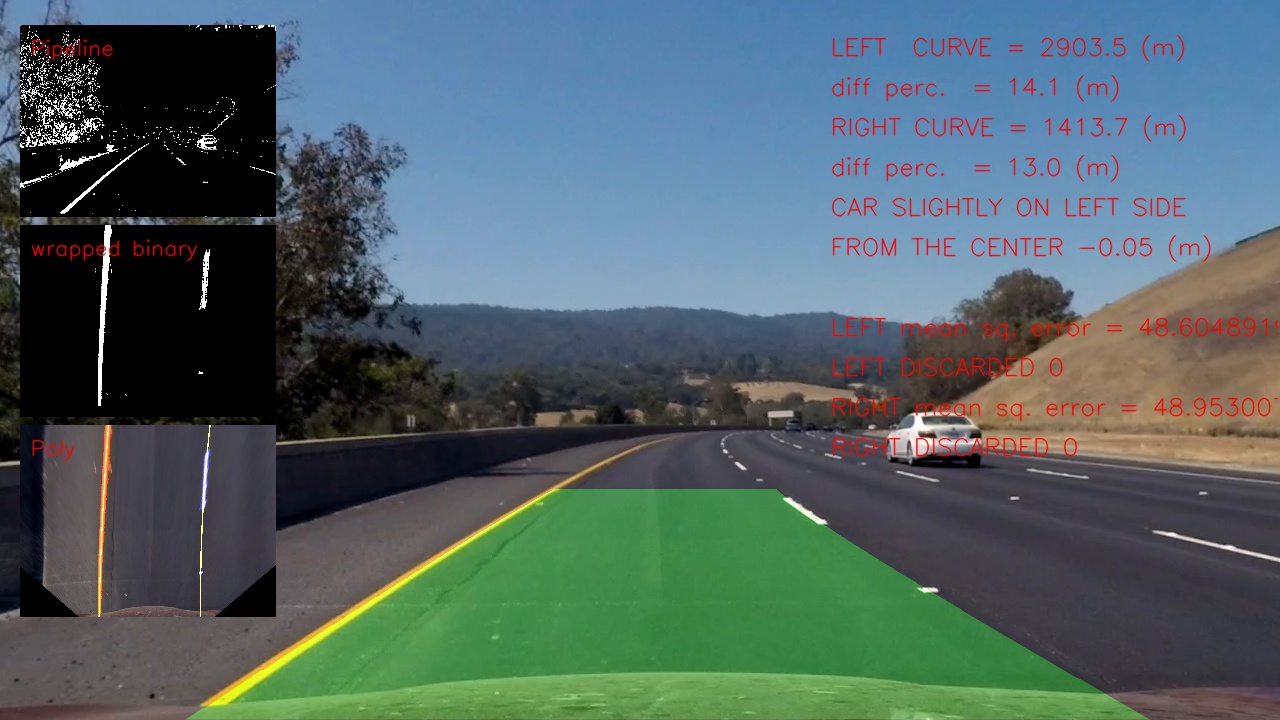 Pipeline
wrapped binary
Poly
LEFT CURVE = 2903.5 (m)
diff perc. = 14.1 (m)
RIGHT CURVE = 1413.7 (m)
diff perc. = 13.0 (m)
CAR SLIGHTLY ON LEFT SIDE
FROM THE CENTER -0.05 (m)
LEFT mean sq. error = 48.6048919
LEFT DISCARDED 0
RIGHT mean sq. error = 48.953007
RIGHT DISCARDED 0